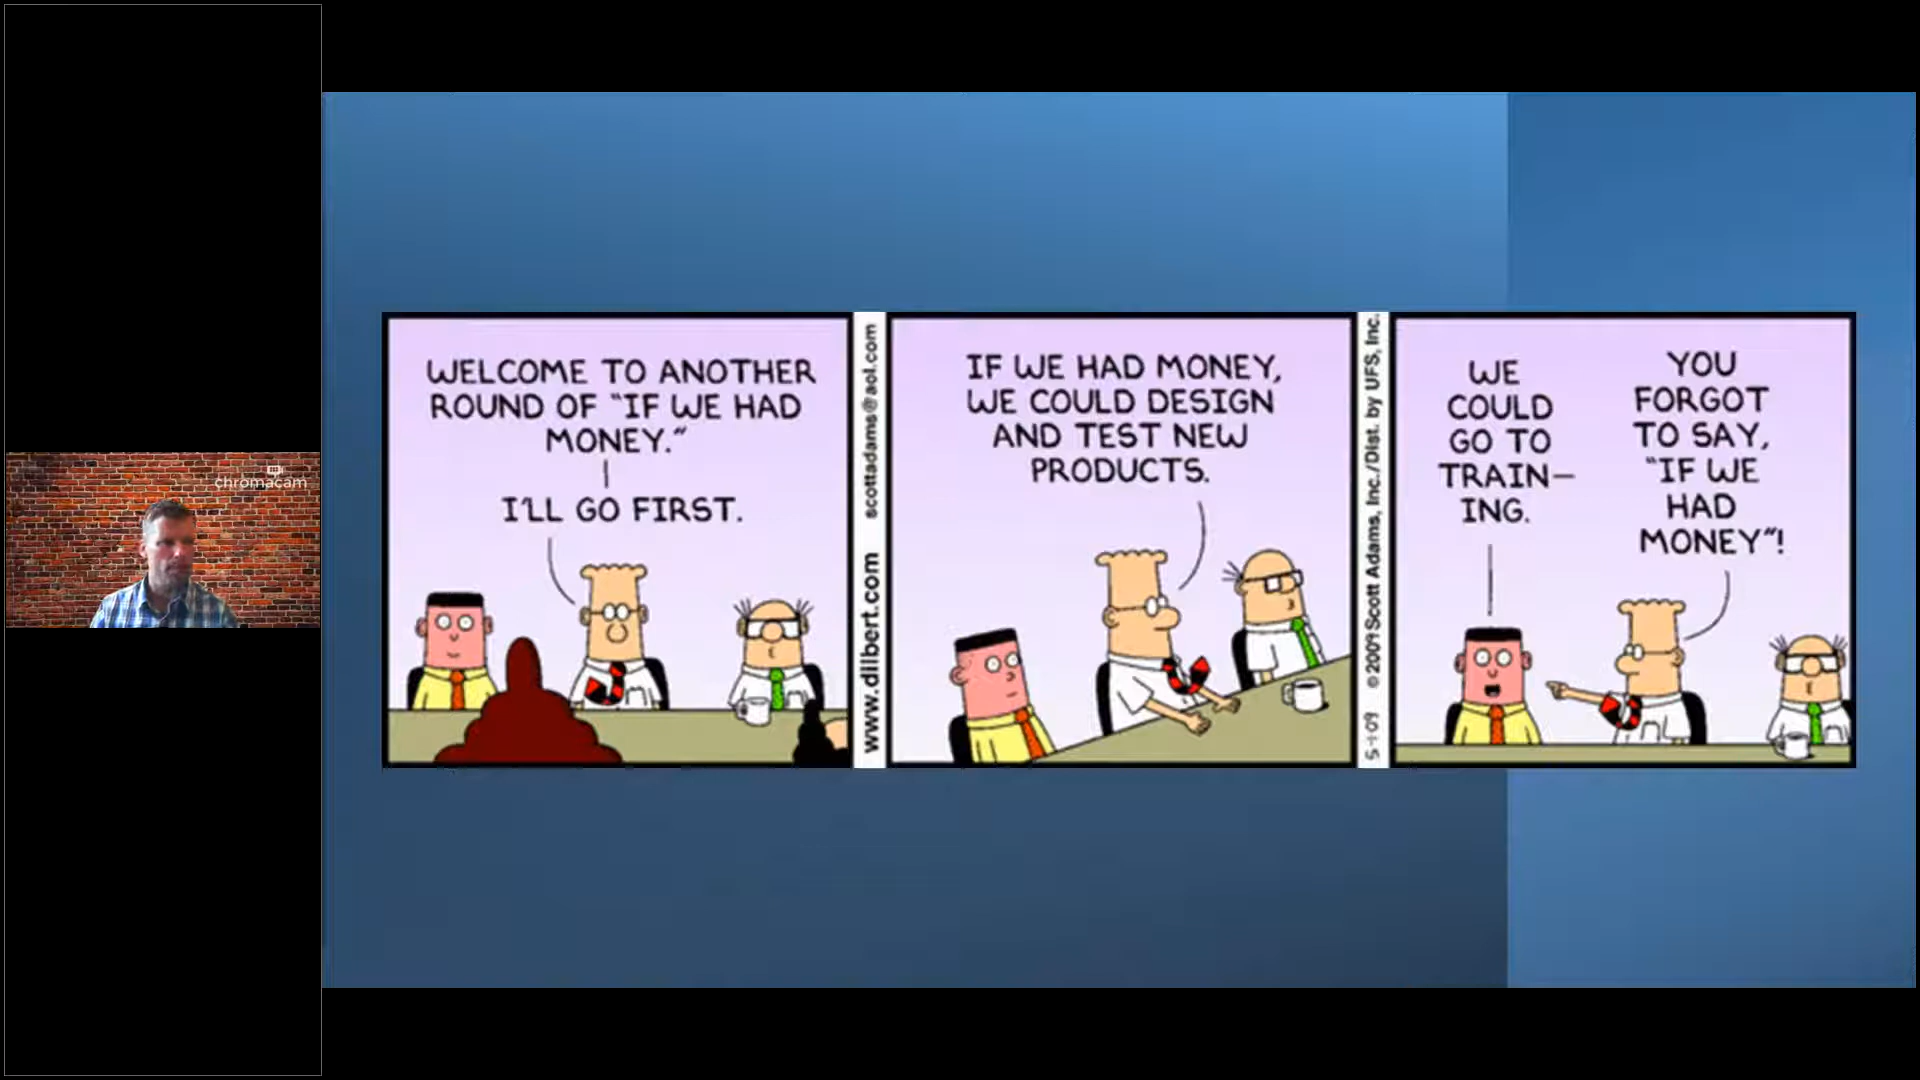 chromacam
WELCOME TO ANOTHER
ROUND OF "IF WE HAD
MONEY."
I'LL GO FIRST.
www.dilbert.com scottadams@aol.com
IF WE HAD MONEY,
WE COULD DESIGN
AND TEST NEW
PRODUCTS.
5-1-09 ©2009 Scott Adams, Inc./Dist. by UFS, Inc.
WE
COULD
GO TO
TRAIN—
ING.
YOU
FORGOT
TO SAY,
"IF WE
HAD
MONEY"!